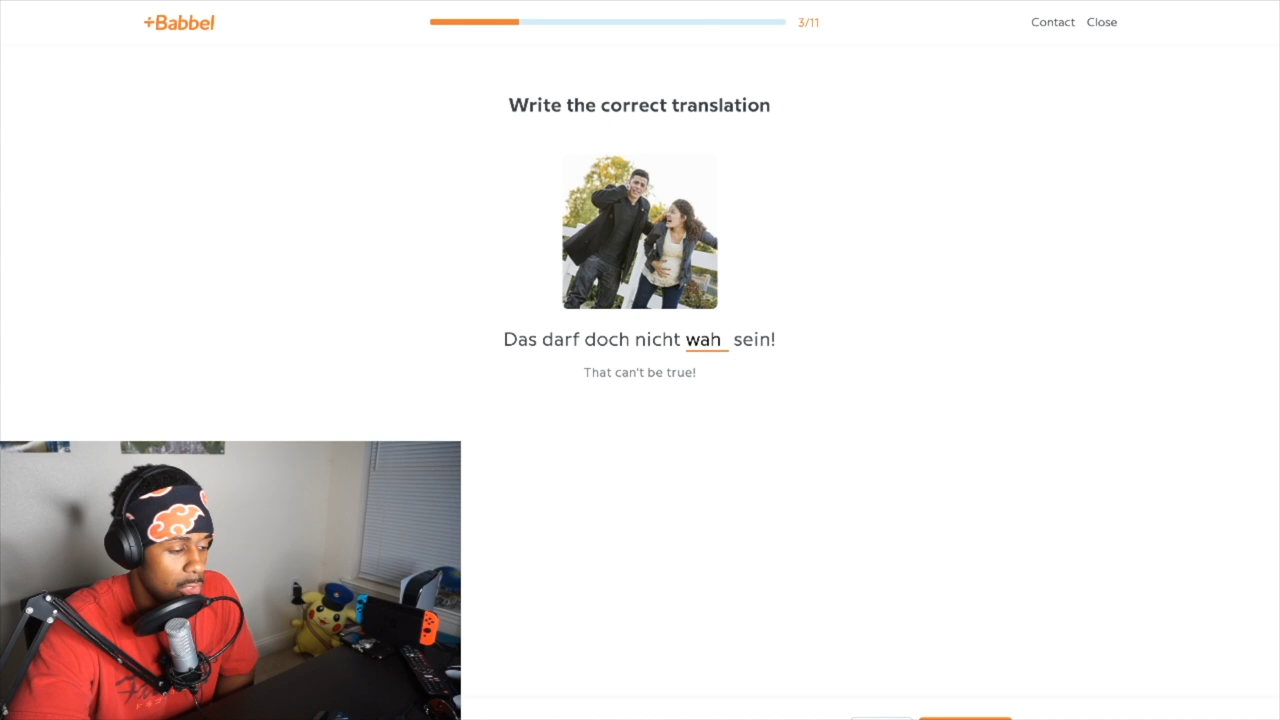 +Babbel
3/11
Contact
Close
Write the correct translation
Das darf doch nicht wah sein!
That can't be true!